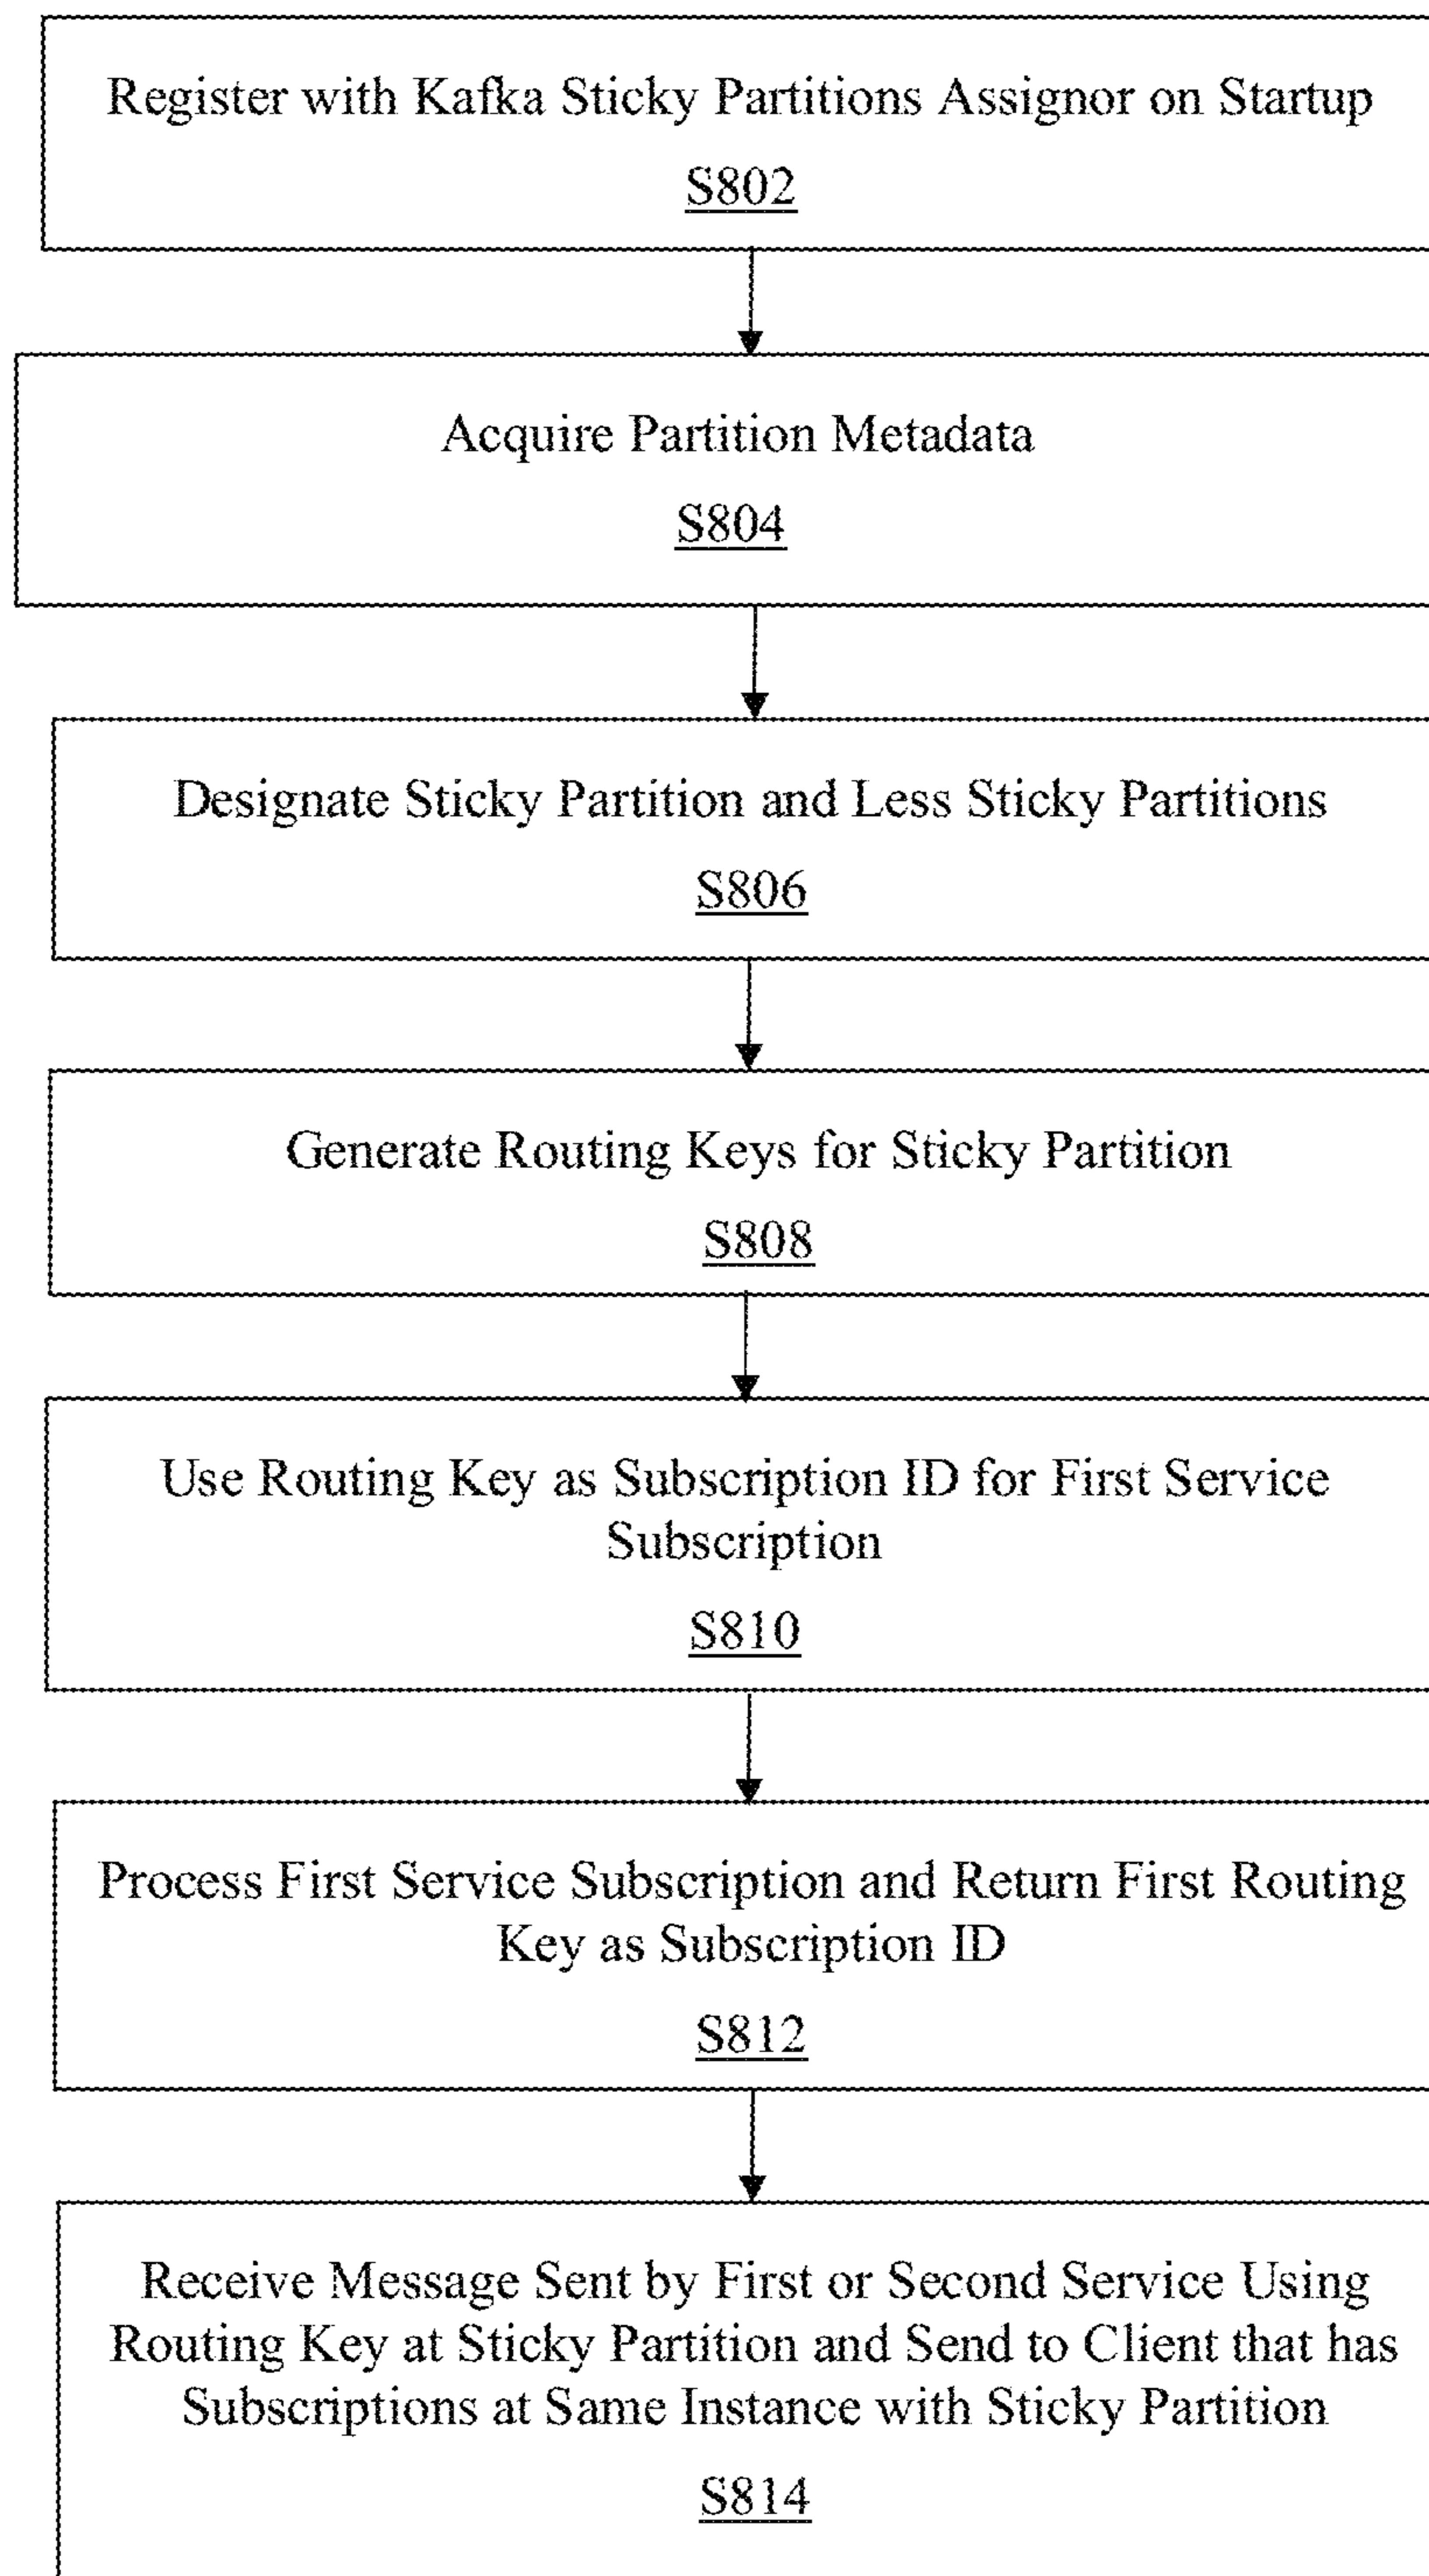 Register with Kafka Sticky Partitions Assignor on Startup
S802
Acquire Partition Metadata
S804
Designate Sticky Partition and Less Sticky Partitions
S806
Generate Routing Keys for Sticky Partition
S808
Use Routing Key as Subscription ID for First Service
Subscription
S810
Process First Service Subscription and Return First Routing
Key as Subscription ID
S812
Receive Message Sent by First or Second Service Using
Routing Key at Sticky Partition and Send to Client that has
Subscriptions at Same Instance with Sticky Partition
S814